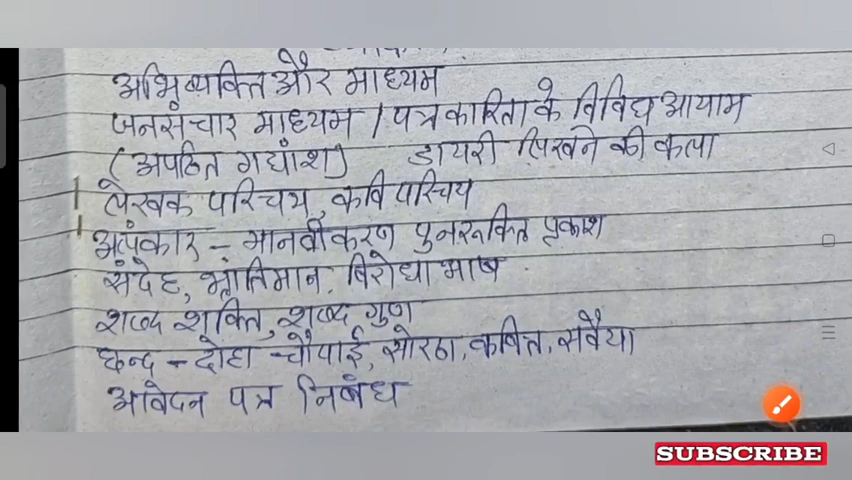 अभिव्यक्ति और माध्यम
जनसंचार माध्यम / पत्रकारिता के विविध आयाम
(अपठित गद्यांश) डायरी लिखने की कला
लेखक परिचय, कवि परिचय
अलंकार - मानवीकरण पुनरूक्ति प्रकाश
संदेह, भ्रांतिमान, विरोधाभाष
शब्द शक्ति, शब्द गुण
छन्द - दोहा चौपाई, सोरठा, कवित्त, सवैया
आवेदन पत्र निबंध
SUBSCRIBE